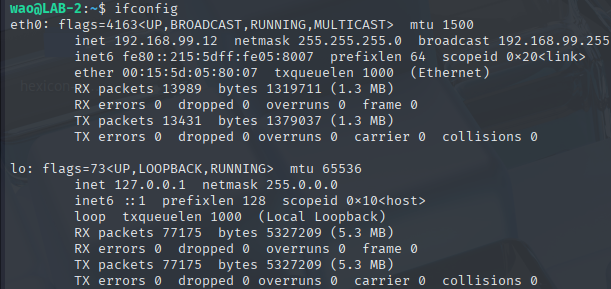 wao@LAB-2:~$ ifconfig
eth0: flags=4163<UP,BROADCAST,RUNNING,MULTICAST>  mtu 1500
        inet 192.168.99.12  netmask 255.255.255.0  broadcast 192.168.99.255
        inet6 fe80::215:5dff:fe05:8007  prefixlen 64  scopeid 0×20<link>
        ether 00:15:5d:05:80:07  txqueuelen 1000  (Ethernet)
        RX packets 13989  bytes 1319711 (1.3 MB)
        RX errors 0  dropped 0  overruns 0  frame 0
        TX packets 13431  bytes 1379037 (1.3 MB)
        TX errors 0  dropped 0 overruns 0  carrier 0  collisions 0

lo: flags=73<UP,LOOPBACK,RUNNING>  mtu 65536
        inet 127.0.0.1  netmask 255.0.0.0
        inet6 ::1  prefixlen 128  scopeid 0×10<host>
        loop  txqueuelen 1000  (Local Loopback)
        RX packets 77175  bytes 5327209 (5.3 MB)
        RX errors 0  dropped 0  overruns 0  frame 0
        TX packets 77175  bytes 5327209 (5.3 MB)
        TX errors 0  dropped 0 overruns 0  carrier 0  collisions 0